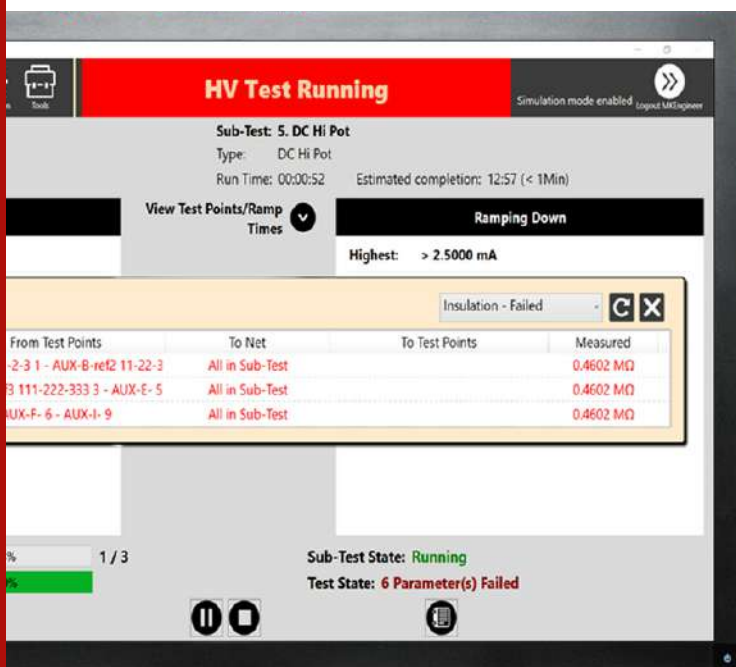 Tools
HV Test Running
Simulation mode enabled
Logout MKEngineer
Sub-Test: 5. DC Hi Pot
Type: DC Hi Pot
Run Time: 00:00:52 Estimated completion: 12:57 (< 1Min)
View Test Points/Ramp Times
Ramping Down
Highest: > 2.5000 mA
Insulation - Failed
From Test Points To Net To Test Points Measured
-2-3 1 - AUX-B-ref2 11-22-3 All in Sub-Test 0.4602 MΩ
3 111-222-333 3 - AUX-E- 5 All in Sub-Test 0.4602 MΩ
AUX-F- 6 - AUX-I- 9 All in Sub-Test 0.4602 MΩ
% 1 / 3 Sub-Test State: Running
% Test State: 6 Parameter(s) Failed